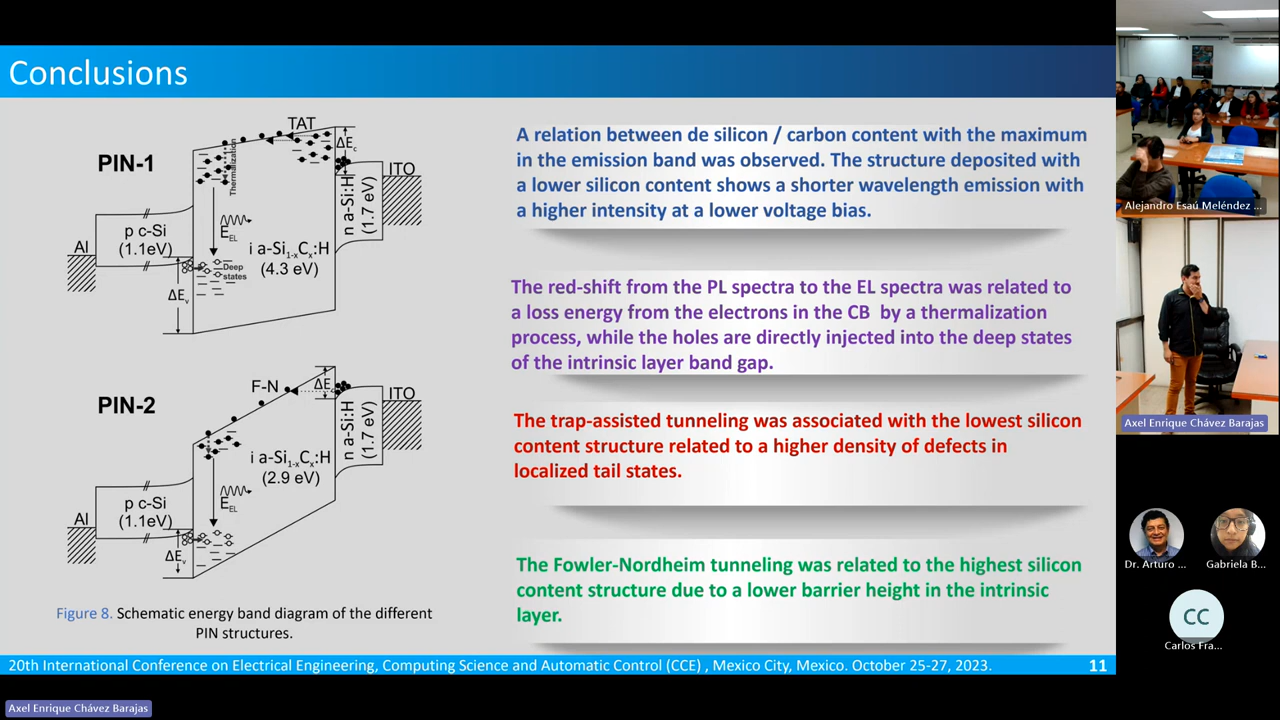 Conclusions
TAT
ΔEc
PIN-1
Thermalization
ITO
n a-Si:H
(1.7 eV)
p c-Si
(1.1eV)
Al
EEL
i a-Si1-xCx:H
(4.3 eV)
Deep
states
ΔEv
F-N
ΔE
PIN-2
ITO
n a-Si:H
(1.7 eV)
i a-Si1-xCx:H
(2.9 eV)
p c-Si
(1.1eV)
EEL
Al
ΔEv
Figure 8. Schematic energy band diagram of the different
PIN structures.
A relation between de silicon / carbon content with the maximum
in the emission band was observed. The structure deposited with
a lower silicon content shows a shorter wavelength emission with
a higher intensity at a lower voltage bias.
The red-shift from the PL spectra to the EL spectra was related to
a loss energy from the electrons in the CB by a thermalization
process, while the holes are directly injected into the deep states
of the intrinsic layer band gap.
The trap-assisted tunneling was associated with the lowest silicon
content structure related to a higher density of defects in
localized tail states.
The Fowler-Nordheim tunneling was related to the highest silicon
content structure due to a lower barrier height in the intrinsic
layer.
20th International Conference on Electrical Engineering, Computing Science and Automatic Control (CCE) , Mexico City, Mexico. October 25-27, 2023.
11
Alejandro Esaú Meléndez ...
Axel Enrique Chávez Barajas
Dr. Arturo ...
Gabriela B...
CC
Carlos Fra...
Axel Enrique Chávez Barajas